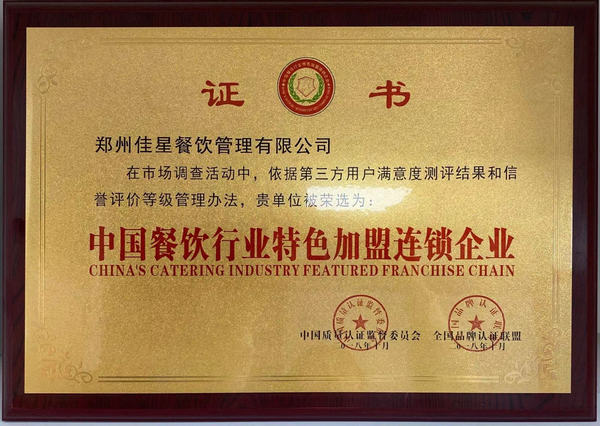 证 书
郑州佳星餐饮管理有限公司
在市场调查活动中，依据第三方用户满意度测评结果和信
誉评价等级管理办法，贵单位被荣选为：
中国餐饮行业特色加盟连锁企业
CHINA'S CATERING INDUSTRY FEATURED FRANCHISE CHAIN
中国质量认证监督委员会 全国品牌认证联盟